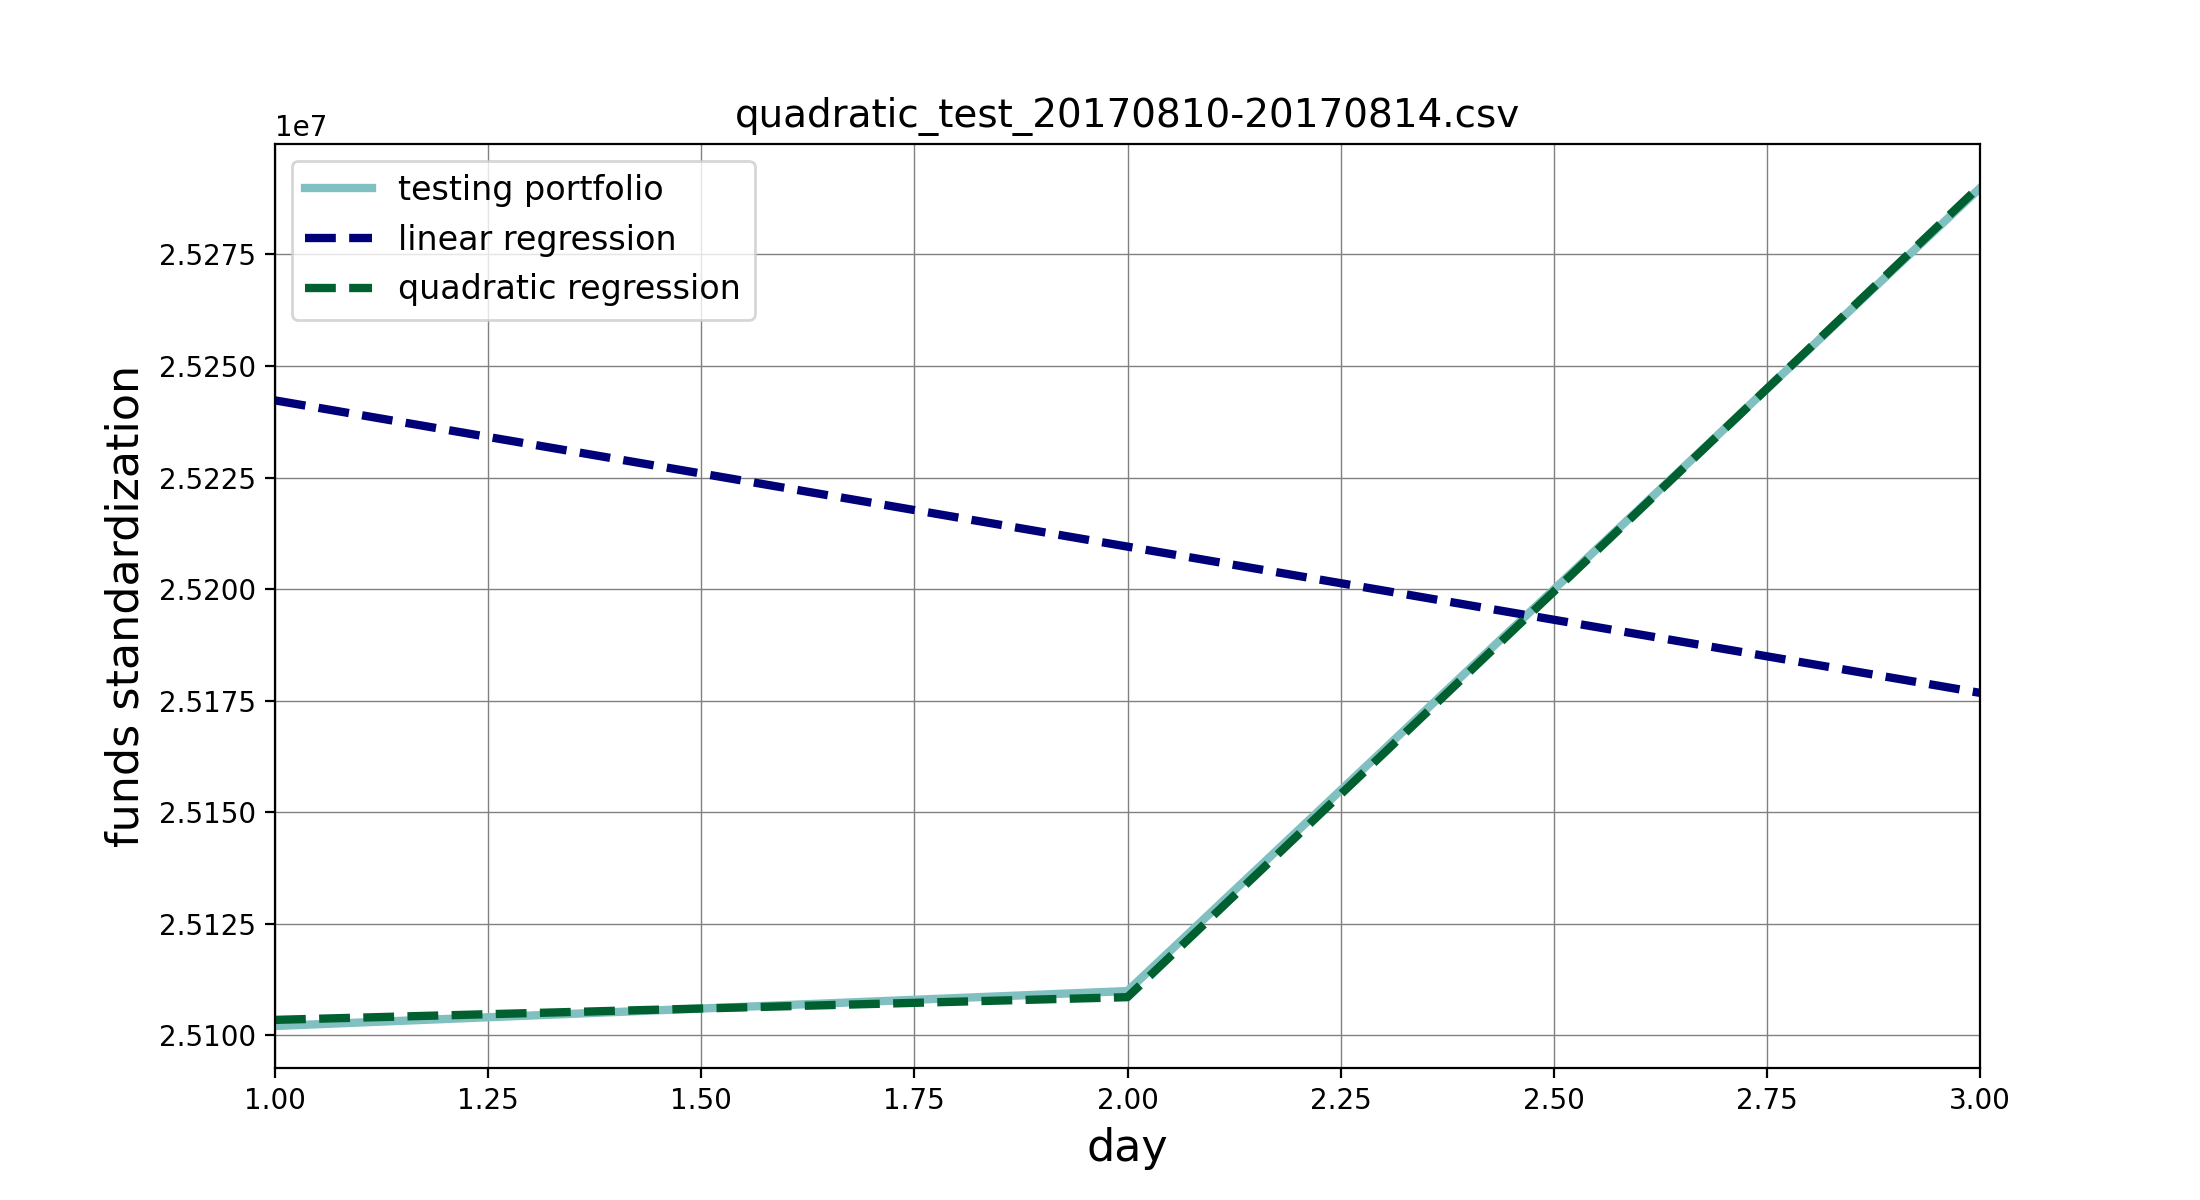 quadratic_test_20170810-20170814.csv
1e7
testing portfolio
linear regression
quadratic regression
2.5275
2.5250
2.5225
2.5200
2.5175
2.5150
2.5125
2.5100
funds standardization
1.00 1.25 1.50 1.75 2.00 2.25 2.50 2.75 3.00
day